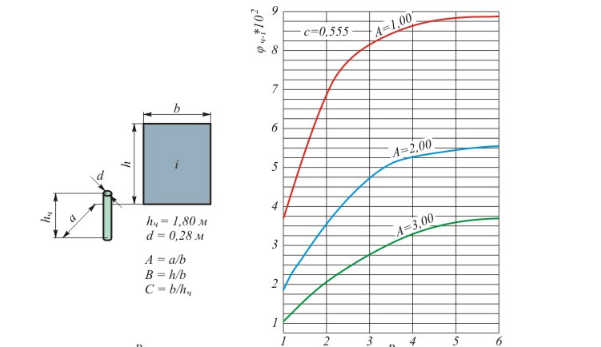 b
h
i
d
a
hч
hч = 1,80 м
d = 0,28 м
A = a/b
B = h/b
C = b/hч
φч-i*10²
9
8
7
6
5
4
3
2
1
c=0,555
A=1,00
A=2,00
A=3,00
1 2 3 4 5 6